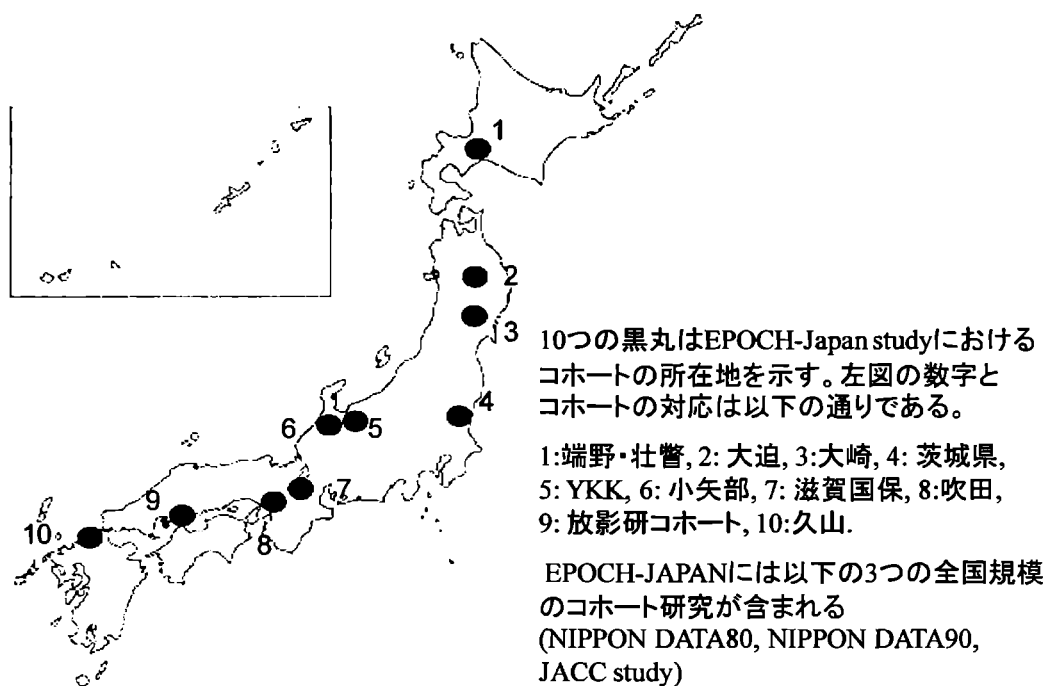 1
2
3
4
5
6
7
8
9
10
10つの黒丸はEPOCH-Japan studyにおける
コホートの所在地を示す。左図の数字と
コホートの対応は以下の通りである。
1:端野・壮瞥, 2: 大迫, 3:大崎, 4: 茨城県,
5: YKK, 6: 小矢部, 7: 滋賀国保, 8:吹田,
9: 放影研コホート, 10:久山.
EPOCH-JAPANには以下の3つの全国規模
のコホート研究が含まれる
(NIPPON DATA80, NIPPON DATA90,
JACC study)